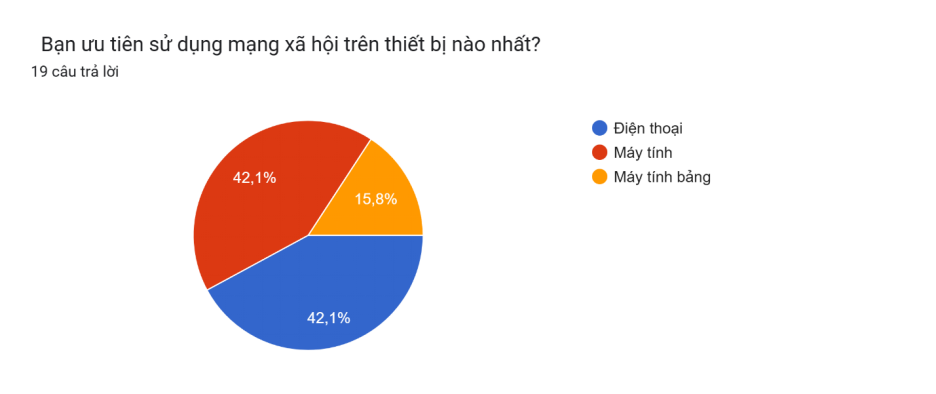 Bạn ưu tiên sử dụng mạng xã hội trên thiết bị nào nhất?
19 câu trả lời
Điện thoại
Máy tính
Máy tính bảng
42,1%
15,8%
42,1%